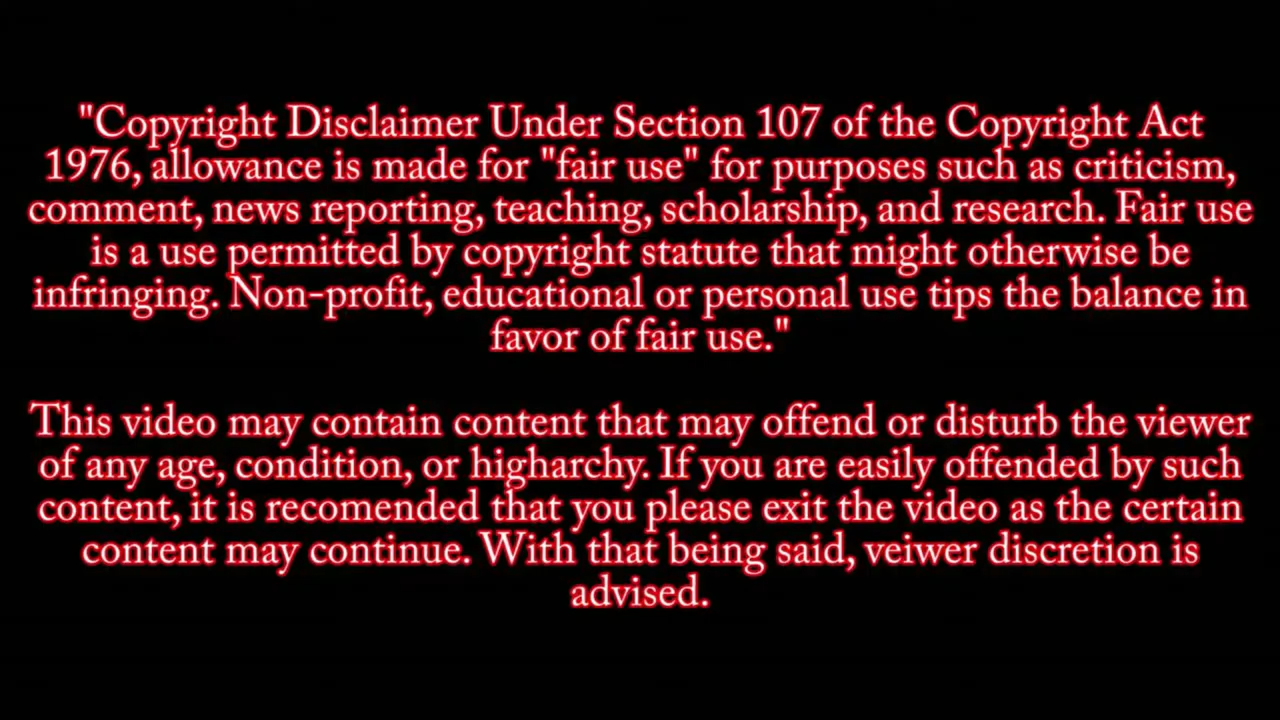 "Copyright Disclaimer Under Section 107 of the Copyright Act
1976, allowance is made for "fair use" for purposes such as criticism,
comment, news reporting, teaching, scholarship, and research. Fair use
is a use permitted by copyright statute that might otherwise be
infringing. Non-profit, educational or personal use tips the balance in
favor of fair use."
This video may contain content that may offend or disturb the viewer
of any age, condition, or higharchy. If you are easily offended by such
content, it is recomended that you please exit the video as the certain
content may continue. With that being said, veiwer discretion is
advised.